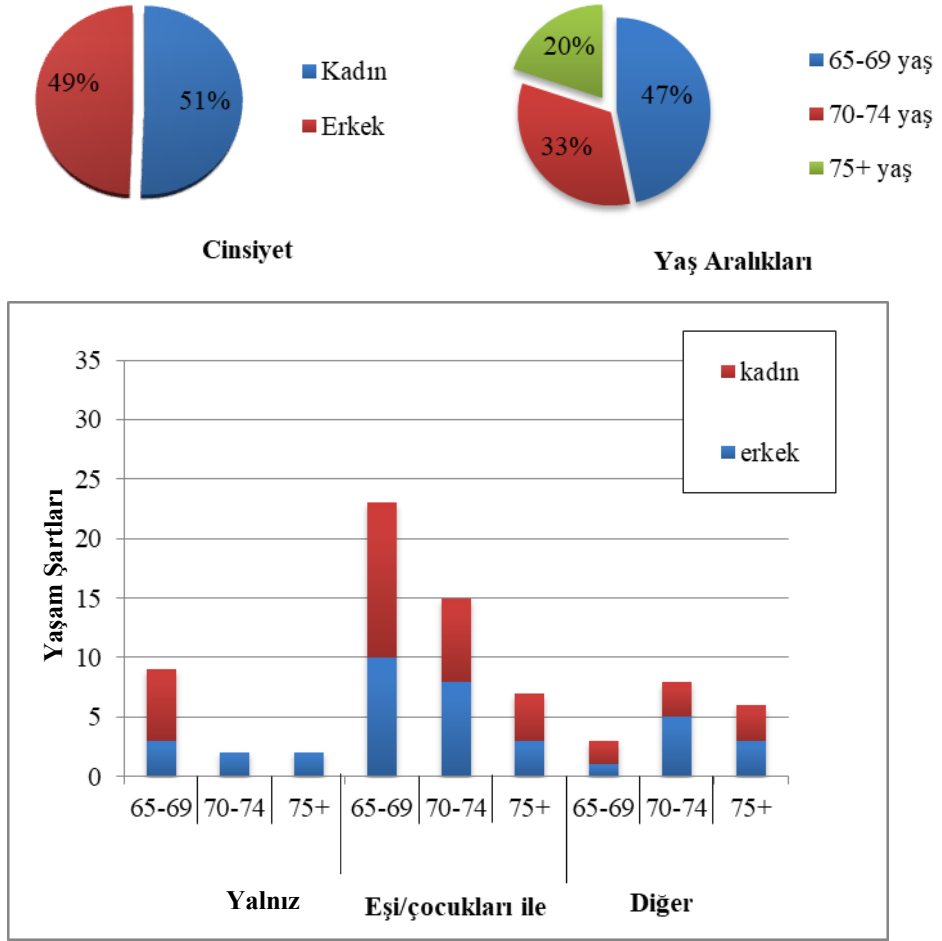 49%
51%
Kadın
Erkek
Cinsiyet
20%
47%
33%
65-69 yaş
70-74 yaş
75+ yaş
Yaş Aralıkları
Yaşam Şartları
35
30
25
20
15
10
5
0
kadın
erkek
65-69 70-74 75+ 65-69 70-74 75+ 65-69 70-74 75+
Yalnız Eşi/çocukları ile Diğer